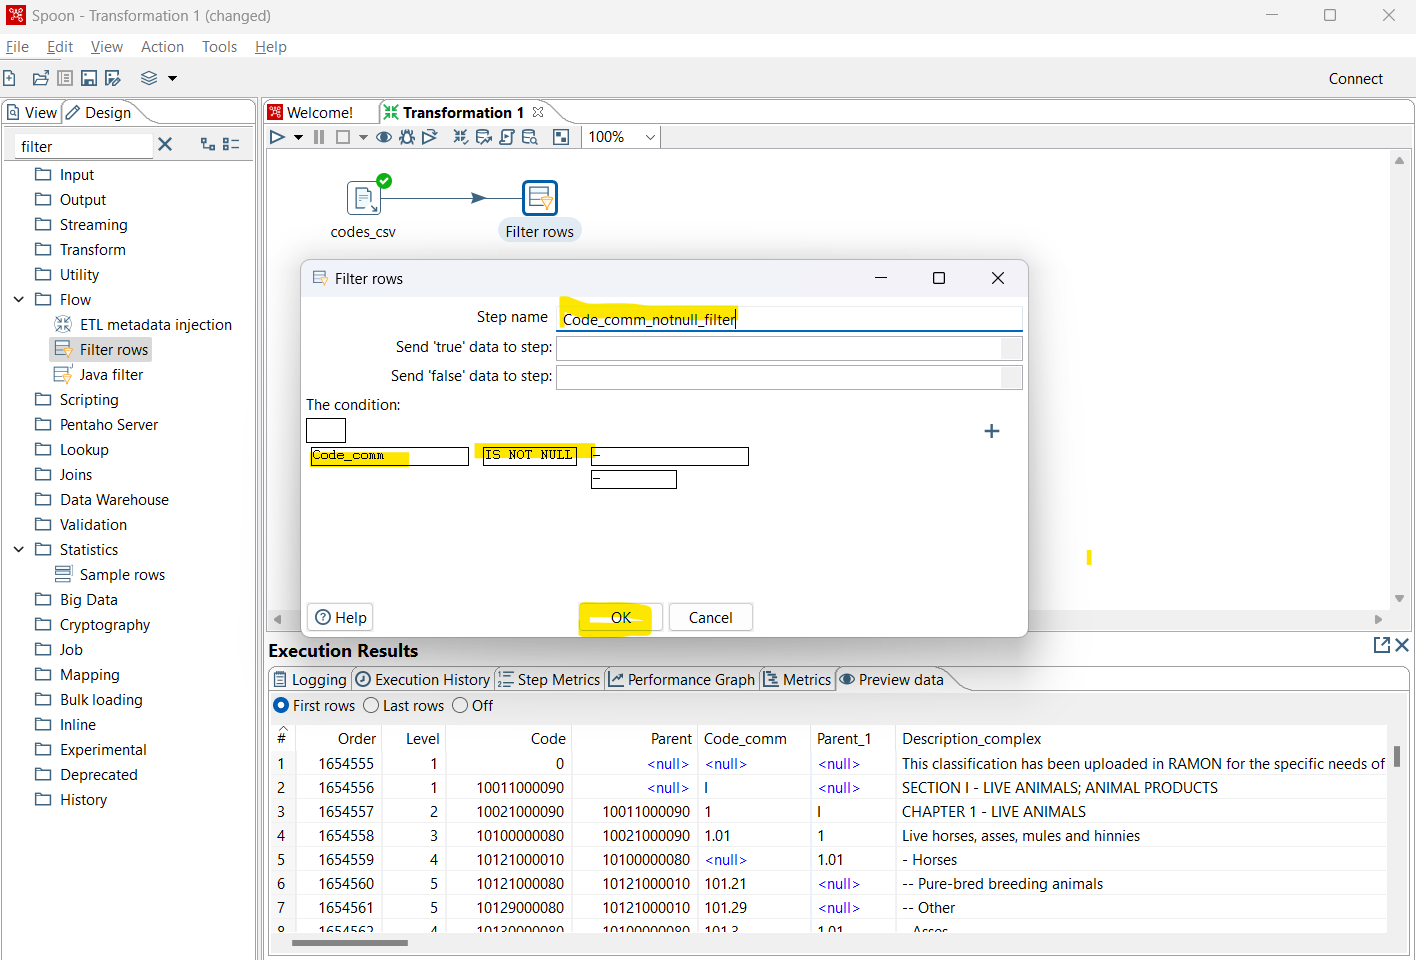 Spoon - Transformation 1 (changed)
File Edit View Action Tools Help
Connect
View Design
Welcome! Transformation 1
filter
100%
Input
Output
Streaming
Transform
Utility
Flow
ETL metadata injection
Filter rows
Java filter
Scripting
Pentaho Server
Lookup
Joins
Data Warehouse
Validation
Statistics
Sample rows
Big Data
Cryptography
Job
Mapping
Bulk loading
Inline
Experimental
Deprecated
History
codes_csv Filter rows
Filter rows
Step name Code_comm_notnull_filter
Send 'true' data to step:
Send 'false' data to step:
The condition:
Code_comm IS NOT NULL -
-
Help OK Cancel
Execution Results
Logging Execution History Step Metrics Performance Graph Metrics Preview data
First rows Last rows Off
# Order Level Code Parent Code_comm Parent_1 Description_complex
1 1654555 1 0 <null> <null> <null> This classification has been uploaded in RAMON for the specific needs of
2 1654556 1 10011000090 <null> I <null> SECTION I - LIVE ANIMALS; ANIMAL PRODUCTS
3 1654557 2 10021000090 10011000090 1 I CHAPTER 1 - LIVE ANIMALS
4 1654558 3 10100000080 10021000090 1.01 1 Live horses, asses, mules and hinnies
5 1654559 4 10121000010 10100000080 <null> 1.01 - Horses
6 1654560 5 10121000080 10121000010 101.21 <null> -- Pure-bred breeding animals
7 1654561 5 10129000080 10121000010 101.29 <null> -- Other
8 1654562 4 10130000080 10100000080 101.3 1.01 - Asses